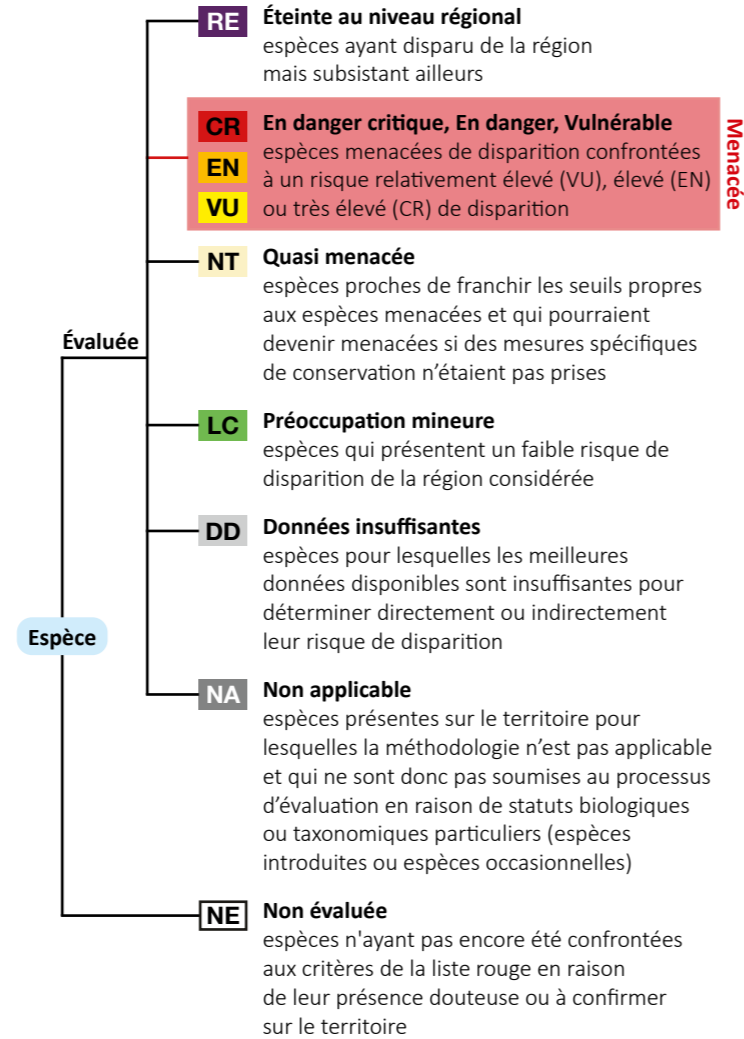 RE Éteinte au niveau régional
espèces ayant disparu de la région
mais subsistant ailleurs
CR En danger critique, En danger, Vulnérable
EN espèces menacées de disparition confrontées
à un risque relativement élevé (VU), élevé (EN)
VU ou très élevé (CR) de disparition
Menacée
NT Quasi menacée
espèces proches de franchir les seuils propres
aux espèces menacées et qui pourraient
devenir menacées si des mesures spécifiques
de conservation n’étaient pas prises
Évaluée
LC Préoccupation mineure
espèces qui présentent un faible risque de
disparition de la région considérée
DD Données insuffisantes
espèces pour lesquelles les meilleures
données disponibles sont insuffisantes pour
déterminer directement ou indirectement
leur risque de disparition
Espèce
NA Non applicable
espèces présentes sur le territoire pour
lesquelles la méthodologie n’est pas applicable
et qui ne sont donc pas soumises au processus
d’évaluation en raison de statuts biologiques
ou taxonomiques particuliers (espèces
introduites ou espèces occasionnelles)
NE Non évaluée
espèces n'ayant pas encore été confrontées
aux critères de la liste rouge en raison
de leur présence douteuse ou à confirmer
sur le territoire